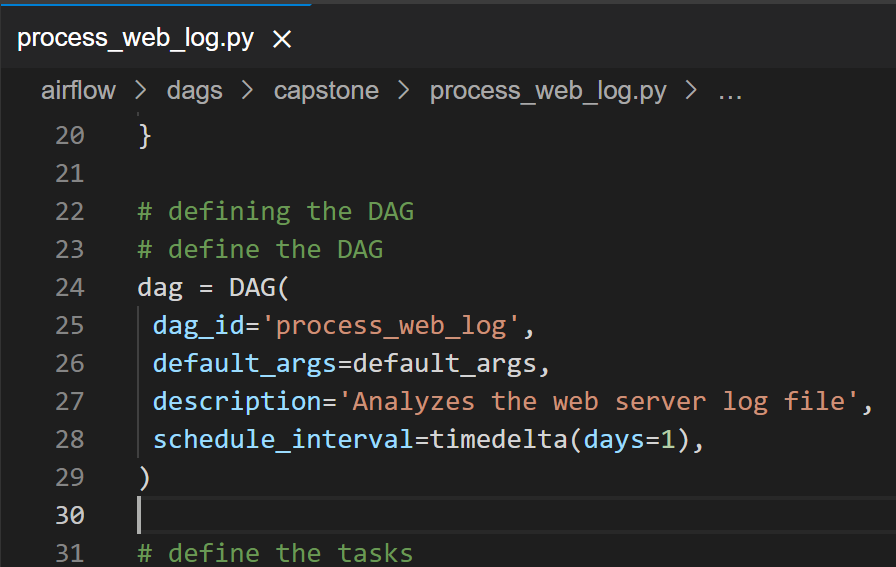 process_web_log.py ×
airflow > dags > capstone > process_web_log.py > ...
20 }
21
22 # defining the DAG
23 # define the DAG
24 dag = DAG(
25 dag_id='process_web_log',
26 default_args=default_args,
27 description='Analyzes the web server log file',
28 schedule_interval=timedelta(days=1),
29 )
30
31 # define the tasks